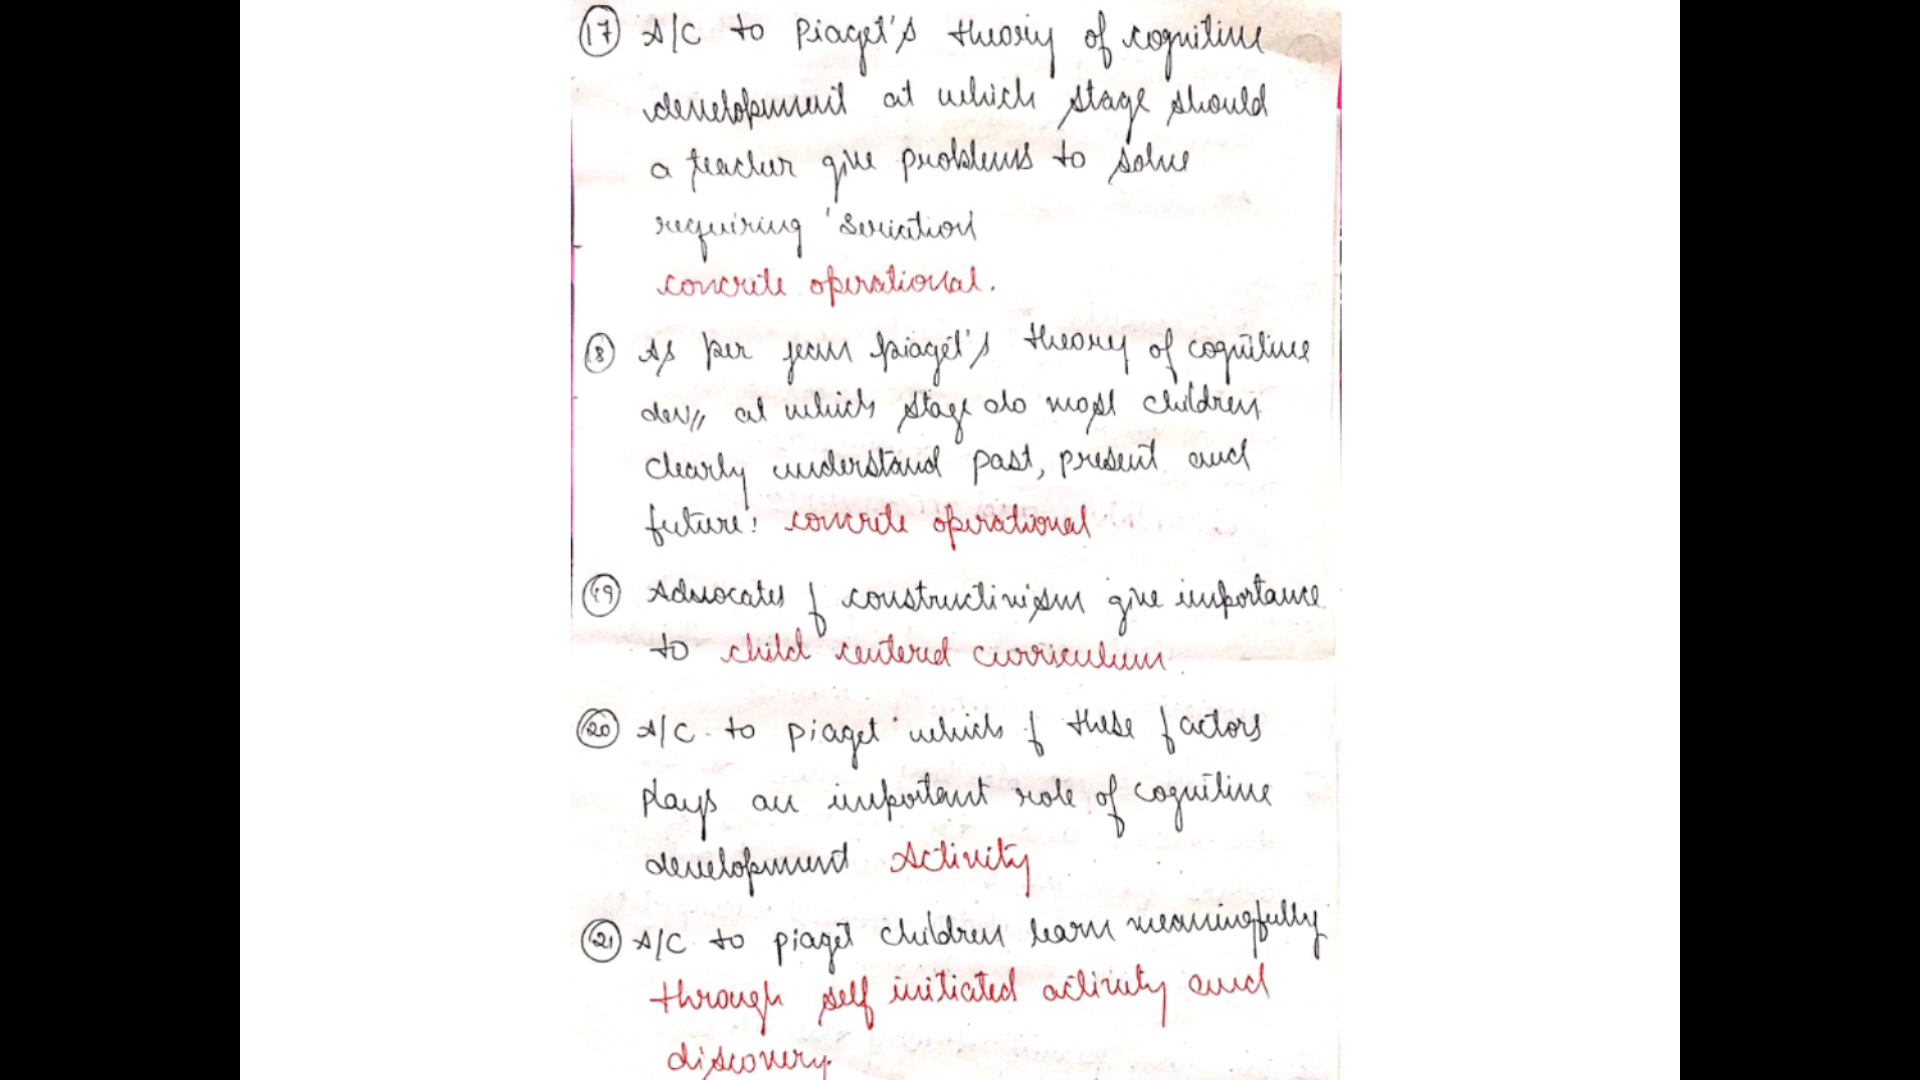 17 A/C to Piaget's theory of cognitive
development at which stage should
a teacher give problems to solve
requiring 'Seriation'
concrete operational.
18 As per jean piaget's theory of cognitive
dev,, at which stage do most children
clearly understand past, present and
future: concrete operational
19 Advocates of constructivism give importance
to child centered curriculum.
20 A/C to piaget which of these factors
plays an important role of cognitive
development Activity
21 A/C to piaget children learn meaningfully
through self initiated activity and
discovery.